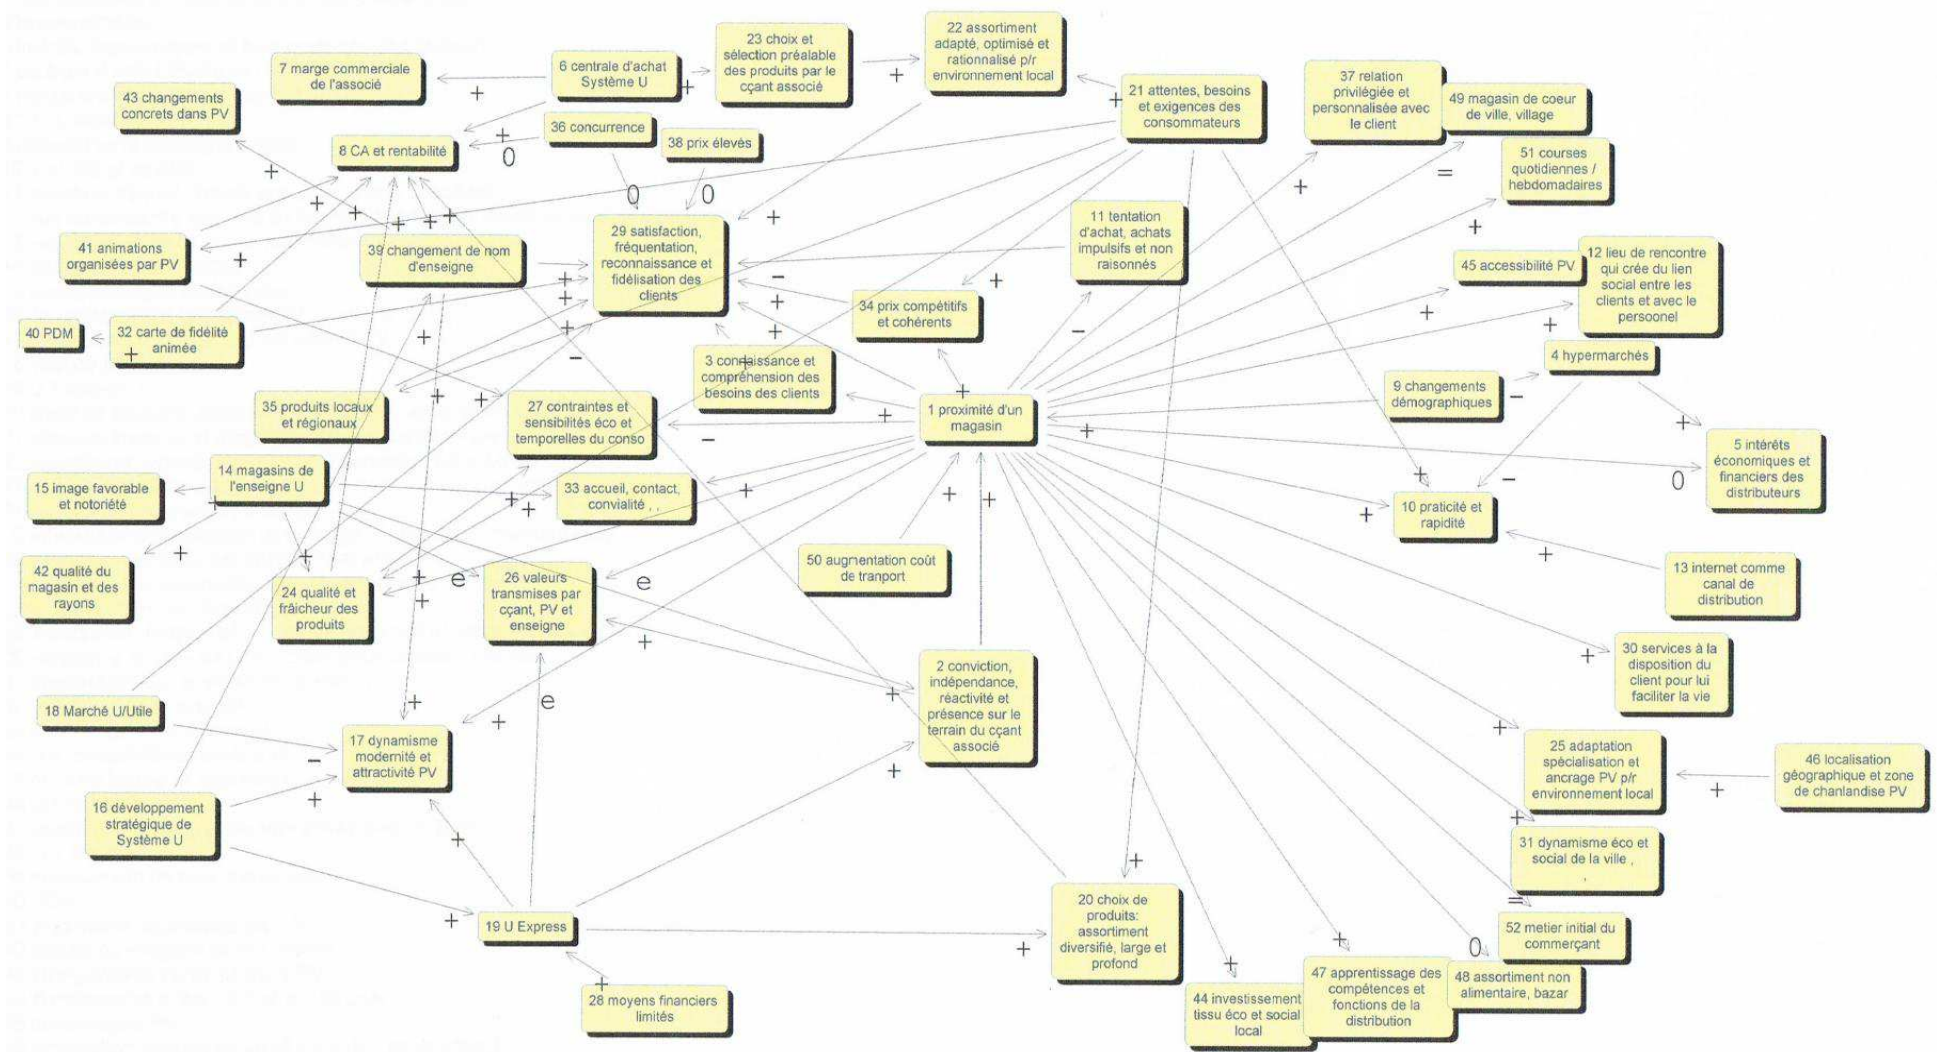 22 assortiment
adapté, optimisé et
rationnalisé p/r
environnement local
23 choix et
sélection préalable
des produits par le
cçant associé
6 centrale d'achat
Système U
7 marge commerciale
de l'associé
37 relation
privilégiée et
personnalisée avec
le client
21 attentes, besoins
et exigences des
consommateurs
49 magasin de coeur
de ville, village
43 changements
concrets dans PV
36 concurrence
38 prix élevés
8 CA et rentabilité
51 courses
quotidiennes /
hebdomadaires
11 tentation
d'achat, achats
impulsifs et non
raisonnés
29 satisfaction,
fréquentation,
reconnaissance et
fidélisation des
clients
39 changement de nom
d'enseigne
41 animations
organisées par PV
12 lieu de rencontre
qui crée du lien
social entre les
clients et avec le
persoonel
45 accessibilité PV
34 prix compétitifs
et cohérents
40 PDM
32 carte de fidélité
animée
3 connaissance et
compréhension des
besoins des clients
4 hypermarchés
9 changements
démographiques
35 produits locaux
et régionaux
27 contraintes et
sensibilités éco et
temporelles du conso
1 proximité d'un
magasin
5 intérêts
économiques et
financiers des
distributeurs
14 magasins de
l'enseigne U
15 image favorable
et notoriété
33 accueil, contact,
convialité , ,
10 praticité et
rapidité
50 augmentation coût
de tranport
13 internet comme
canal de
distribution
42 qualité du
magasin et des
rayons
24 qualité et
frâicheur des
produits
26 valeurs
transmises par
cçant, PV et
enseigne
30 services à la
disposition du
client pour lui
faciliter la vie
2 conviction,
indépendance,
réactivité et
présence sur le
terrain du cçant
associé
18 Marché U/Utile
17 dynamisme
modernité et
attractivité PV
25 adaptation
spécialisation et
ancrage PV p/r
environnement local
46 localisation
géographique et zone
de chanlandise PV
16 développement
stratégique de
Système U
31 dynamisme éco et
social de la ville ,
,
20 choix de
produits:
assortiment
diversifié, large et
profond
19 U Express
52 metier initial du
commerçant
28 moyens financiers
limités
44 investissement
tissu éco et social
local
47 apprentissage des
compétences et
fonctions de la
distribution
48 assortiment non
alimentaire, bazar